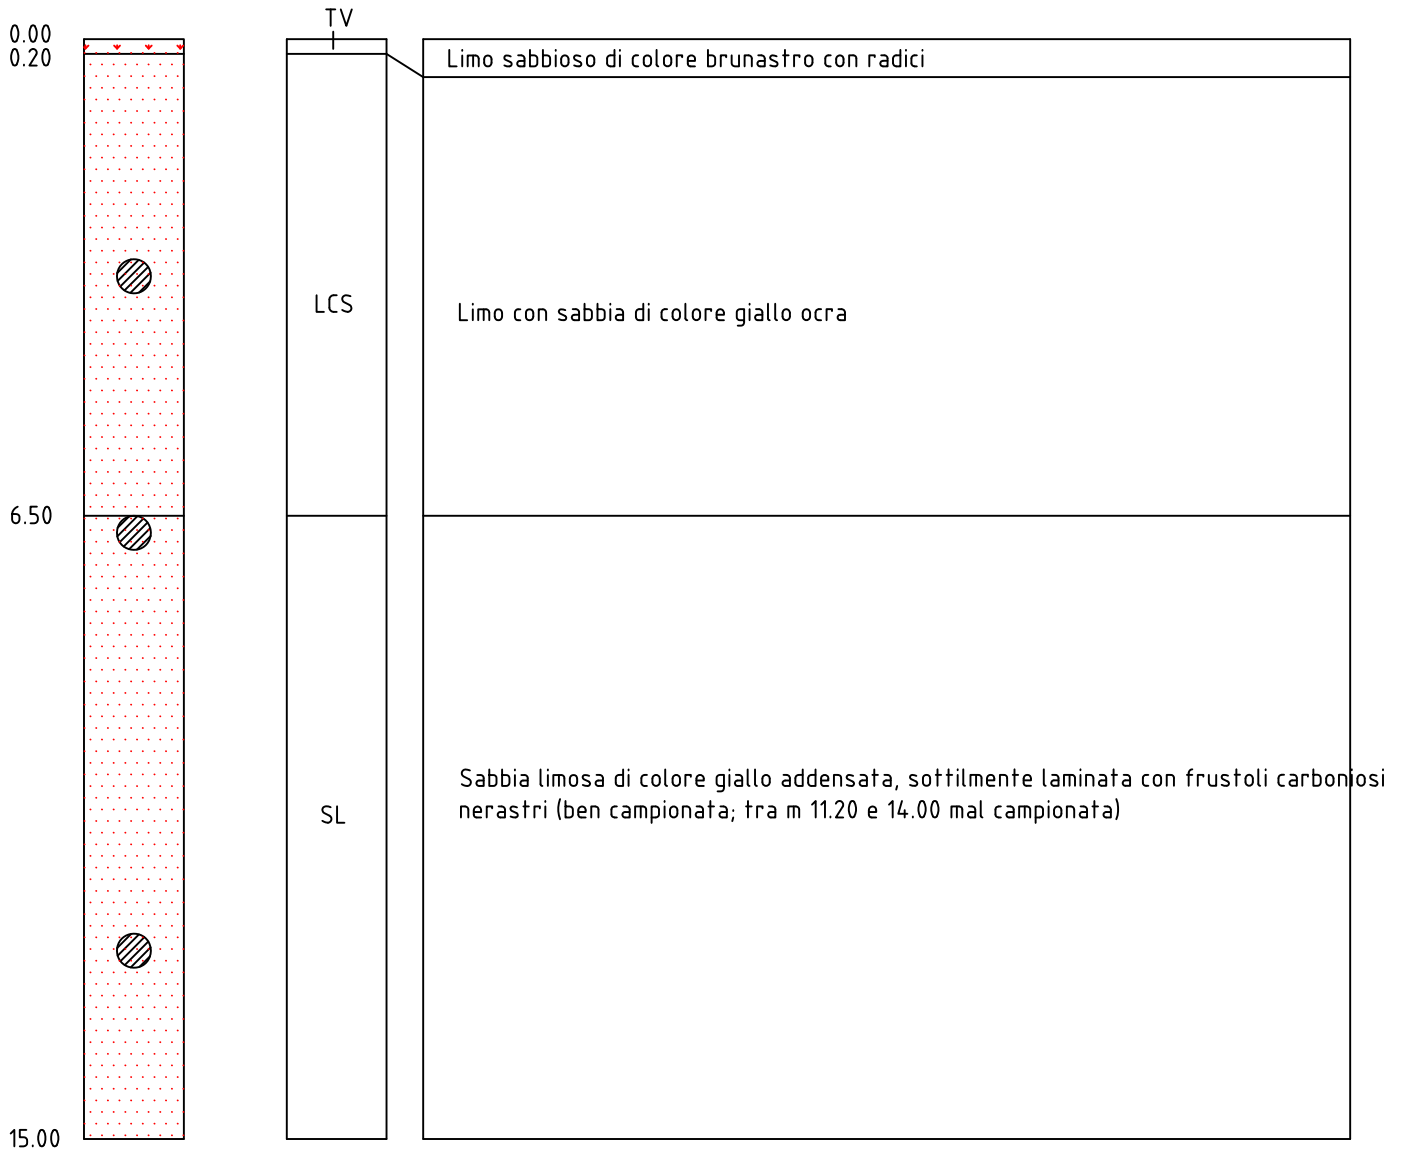 TV
0.00
0.20
Limo sabbioso di colore brunastro con radici
LCS
Limo con sabbia di colore giallo ocra
6.50
Sabbia limosa di colore giallo addensata, sottilmente laminata con frustoli carboniosi
nerastri (ben campionata; tra m 11.20 e 14.00 mal campionata)
SL
15.00